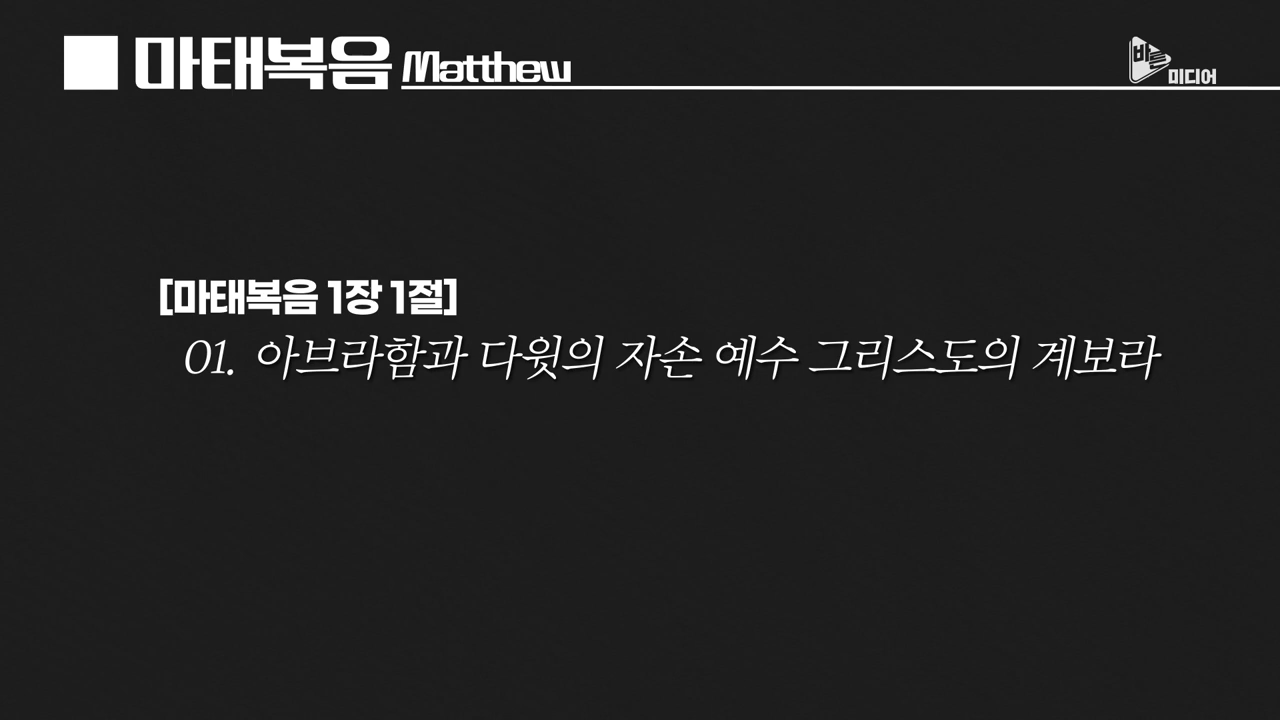 마태복음 Matthew
바른
미디어
[마태복음 1장 1절]
01. 아브라함과 다윗의 자손 예수 그리스도의 계보라